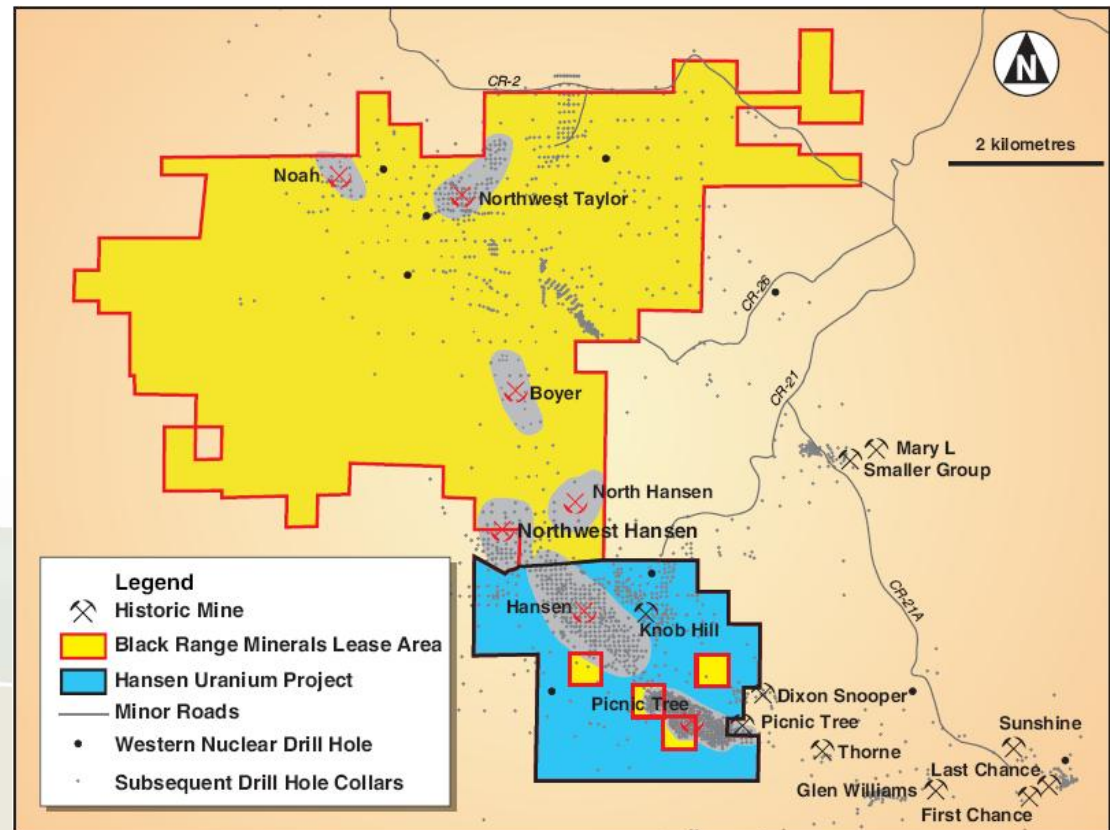 CR-2
N
2 kilometres
Noah
Northwest Taylor
CR-26
Boyer
CR-21
Mary L
Smaller Group
North Hansen
Northwest Hansen
Hansen
Knob Hill
CR-21A
Picnic Tree
Dixon Snooper
Picnic Tree
Thorne
Sunshine
Last Chance
Glen Williams
First Chance
Legend
Historic Mine
Black Range Minerals Lease Area
Hansen Uranium Project
Minor Roads
Western Nuclear Drill Hole
Subsequent Drill Hole Collars